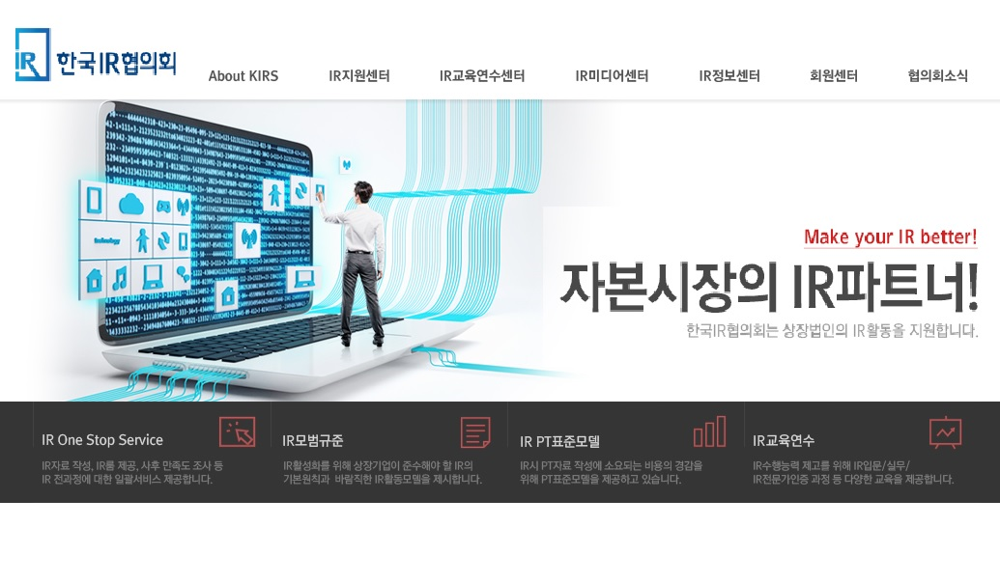 IR 한국IR협의회
About KIRS IR지원센터 IR교육연수센터 IR미디어센터 IR정보센터 회원센터 협의회소식
technology
Make your IR better!
자본시장의 IR파트너!
한국IR협의회는 상장법인의 IR활동을 지원합니다.
IR One Stop Service
IR자료 작성, IR룸 제공, 사후 만족도 조사 등
IR 전과정에 대한 일괄서비스 제공합니다.
IR모범규준
IR활성화를 위해 상장기업이 준수해야 할 IR의
기본원칙과 바람직한 IR활동모델을 제시합니다.
IR PT표준모델
IR시 PT자료 작성에 소요되는 비용의 경감을
위해 PT표준모델을 제공하고 있습니다.
IR교육연수
IR수행능력 제고를 위해 IR입문/실무/
IR전문가인증 과정 등 다양한 교육을 제공합니다.